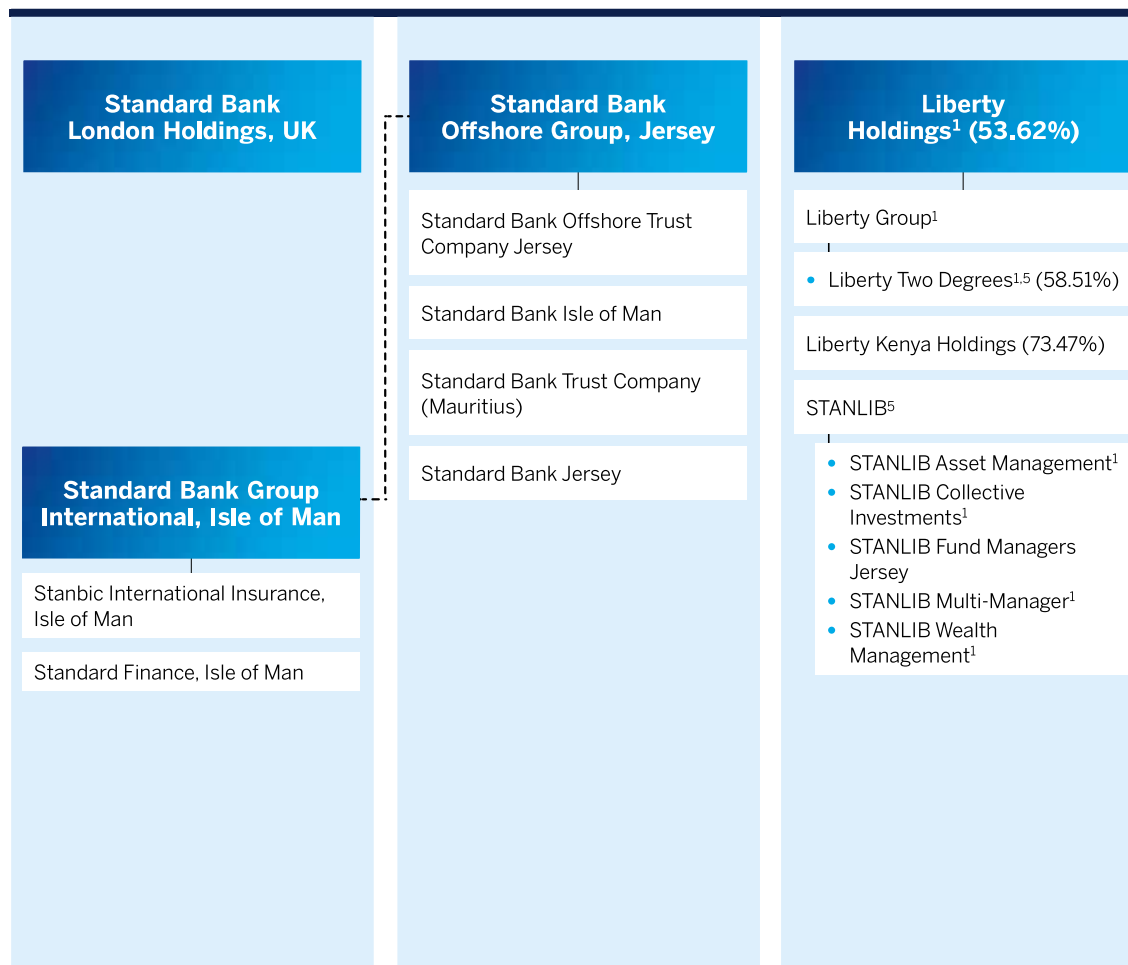 Standard Bank
London Holdings, UK
Standard Bank Group
International, Isle of Man
Stanbic International Insurance,
Isle of Man
Standard Finance, Isle of Man
Standard Bank
Offshore Group, Jersey
Standard Bank Offshore Trust
Company Jersey
Standard Bank Isle of Man
Standard Bank Trust Company
(Mauritius)
Standard Bank Jersey
Liberty
Holdings¹ (53.62%)
Liberty Group¹
• Liberty Two Degrees¹,⁵ (58.51%)
Liberty Kenya Holdings (73.47%)
STANLIB⁵
• STANLIB Asset Management¹
• STANLIB Collective
Investments¹
• STANLIB Fund Managers
Jersey
• STANLIB Multi-Manager¹
• STANLIB Wealth
Management¹